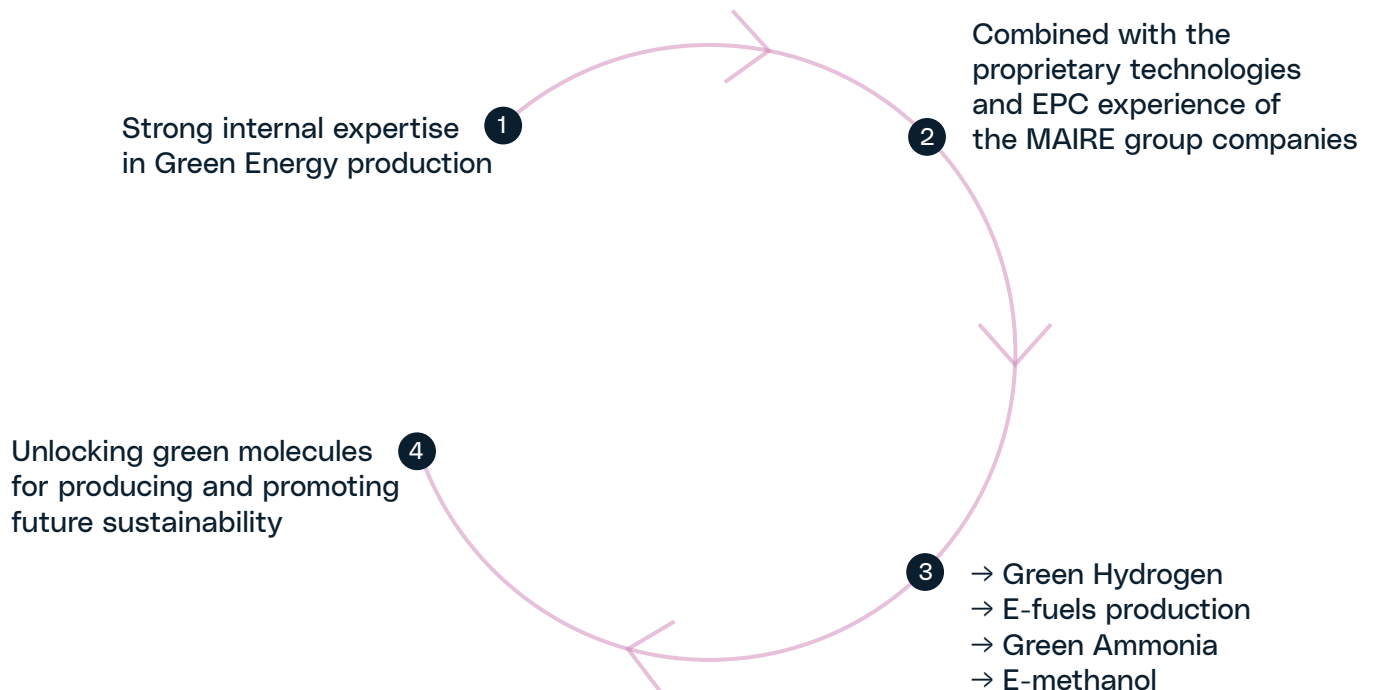 1
Strong internal expertise
in Green Energy production
2
Combined with the
proprietary technologies
and EPC experience of
the MAIRE group companies
3
→ Green Hydrogen
→ E-fuels production
→ Green Ammonia
→ E-methanol
4
Unlocking green molecules
for producing and promoting
future sustainability